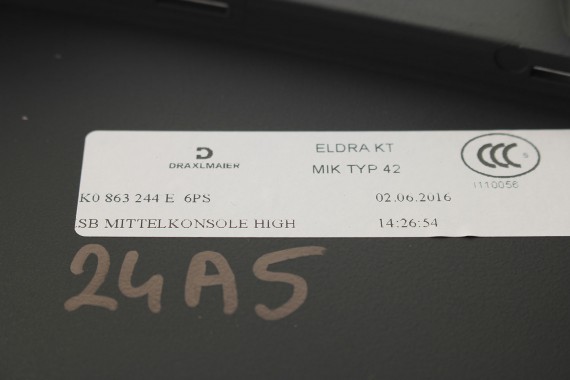 DRAXLMAIER
ELDRA KT
MIK TYP 42
CCC S
I110056
K0 863 244 E 6PS
02.06.2016
SB MITTELKONSOLE HIGH
14:26:54
24A5